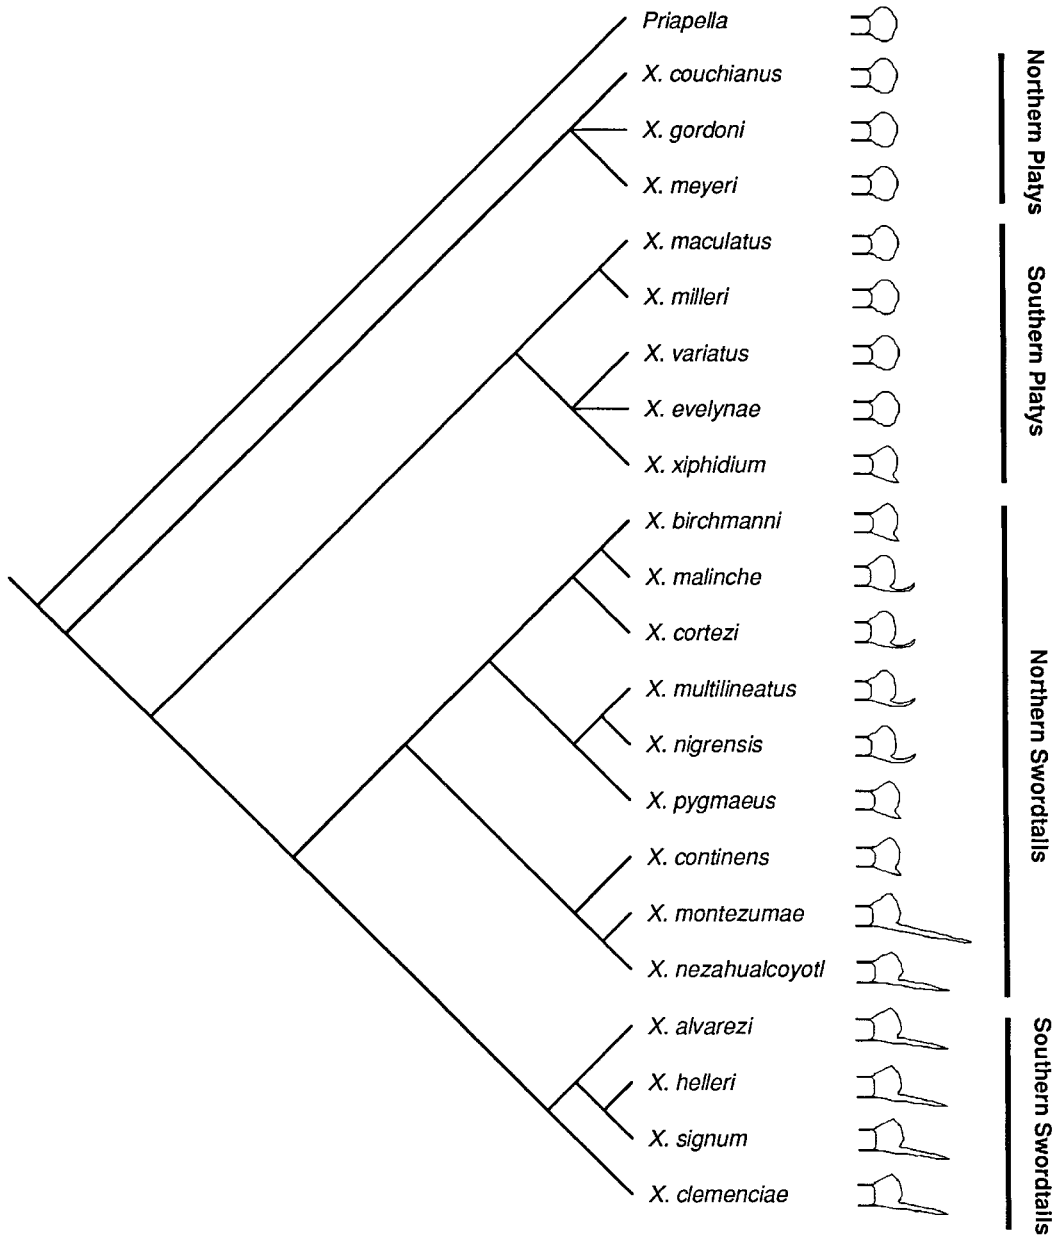 Priapella
X. couchianus
X. gordoni
X. meyeri
X. maculatus
X. milleri
X. variatus
X. evelynae
X. xiphidium
X. birchmanni
X. malinche
X. cortezi
X. multilineatus
X. nigrensis
X. pygmaeus
X. continens
X. montezumae
X. nezahualcoyotl
X. alvarezi
X. helleri
X. signum
X. clemenciae
Northern Platys
Southern Platys
Northern Swordtails
Southern Swordtails